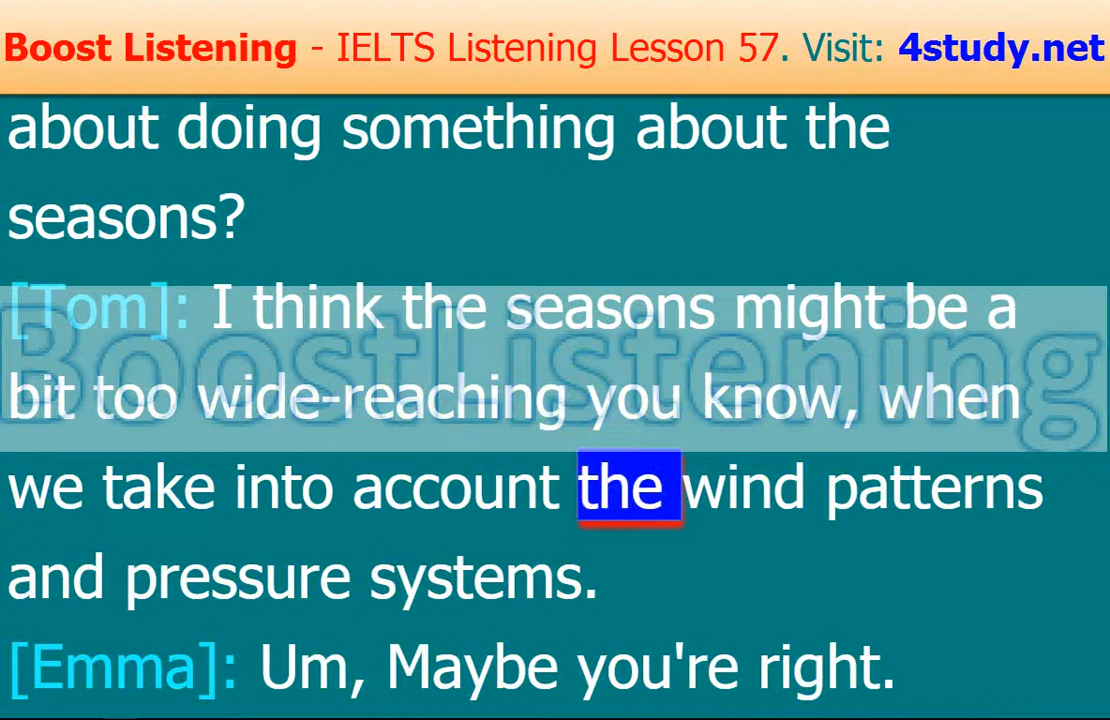 Boost Listening - IELTS Listening Lesson 57. Visit: 4study.net
about doing something about the
seasons?
[Tom]: I think the seasons might be a
BoostListening
bit too wide-reaching you know, when
we take into account the wind patterns
and pressure systems.
[Emma]: Um, Maybe you're right.